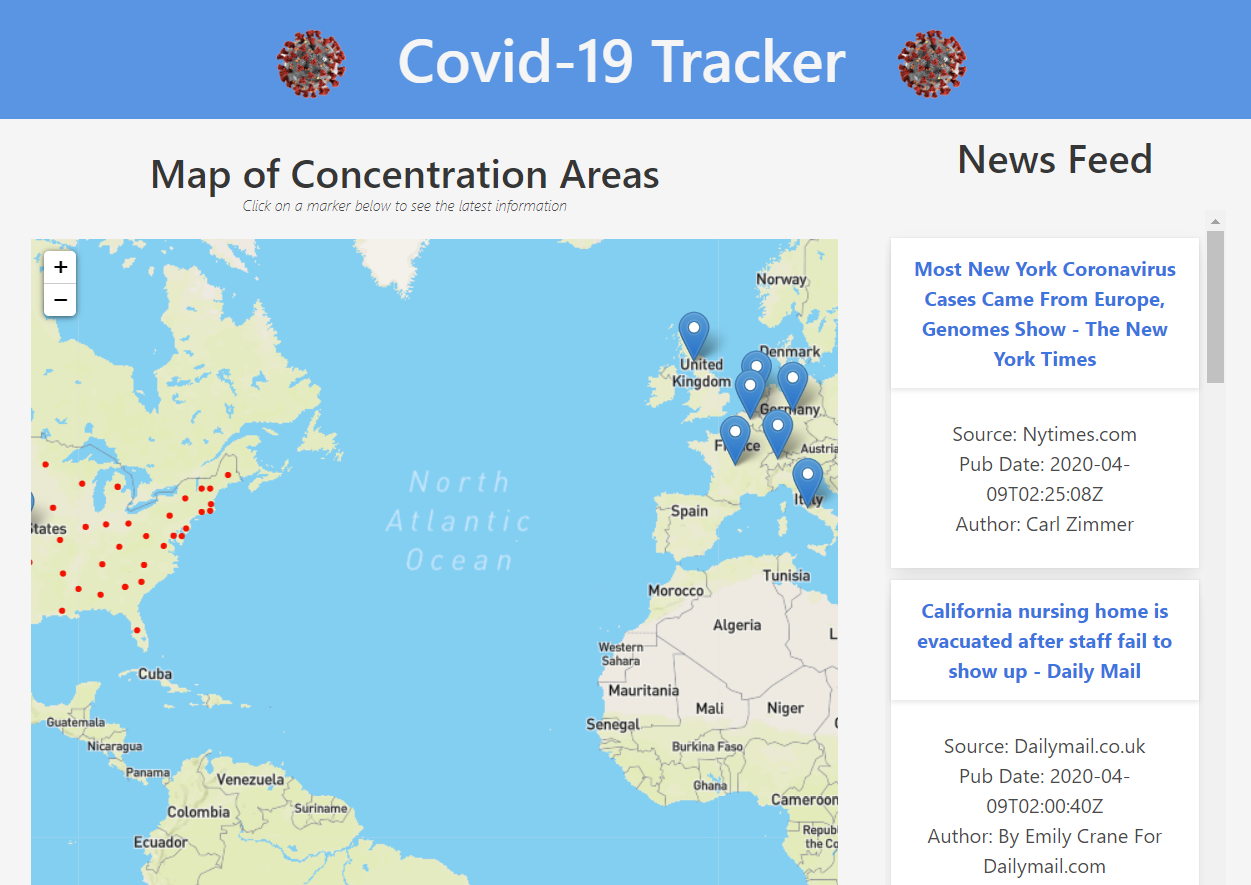 Covid-19 Tracker
Map of Concentration Areas
Click on a marker below to see the latest information
+
−
Norway
Denmark
United
Kingdom
Germany
Austria
Italy
Spain
North
Atlantic
Ocean
States
Tunisia
Morocco
Algeria
Western
Sahara
Mauritania
Mali
Niger
Senegal
Burkina Faso
Ghana
Cameroon
Republ
the Co
Cuba
Guatemala
Nicaragua
Panama
Venezuela
Suriname
Colombia
Ecuador
News Feed
Most New York Coronavirus
Cases Came From Europe,
Genomes Show - The New
York Times
Source: Nytimes.com
Pub Date: 2020-04-
09T02:25:08Z
Author: Carl Zimmer
California nursing home is
evacuated after staff fail to
show up - Daily Mail
Source: Dailymail.co.uk
Pub Date: 2020-04-
09T02:00:40Z
Author: By Emily Crane For
Dailymail.com